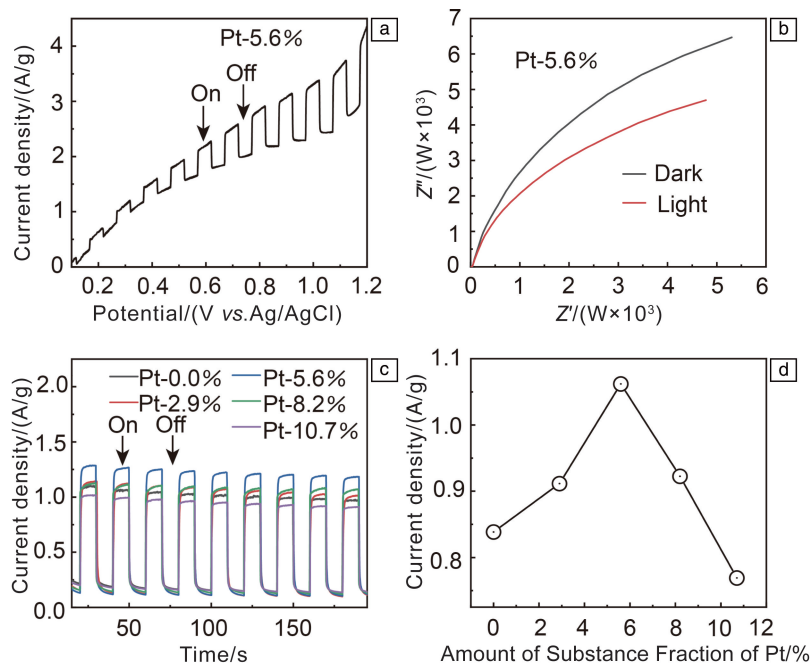 a
Pt-5.6%
On
Off
Current density/(A/g)
4
3
2
1
0
0.2 0.4 0.6 0.8 1.0 1.2
Potential/(V vs.Ag/AgCl)
b
Pt-5.6%
Z″/(W×10³)
7
6
5
4
3
2
1
0
Dark
Light
0 1 2 3 4 5 6
Z′/(W×10³)
c
Pt-0.0% Pt-5.6%
Pt-2.9% Pt-8.2%
Pt-10.7%
On Off
Current density/(A/g)
2.0
1.5
1.0
0.5
0.0
50 100 150
Time/s
d
Current density/(A/g)
1.1
1.0
0.9
0.8
0 2 4 6 8 10 12
Amount of Substance Fraction of Pt/%